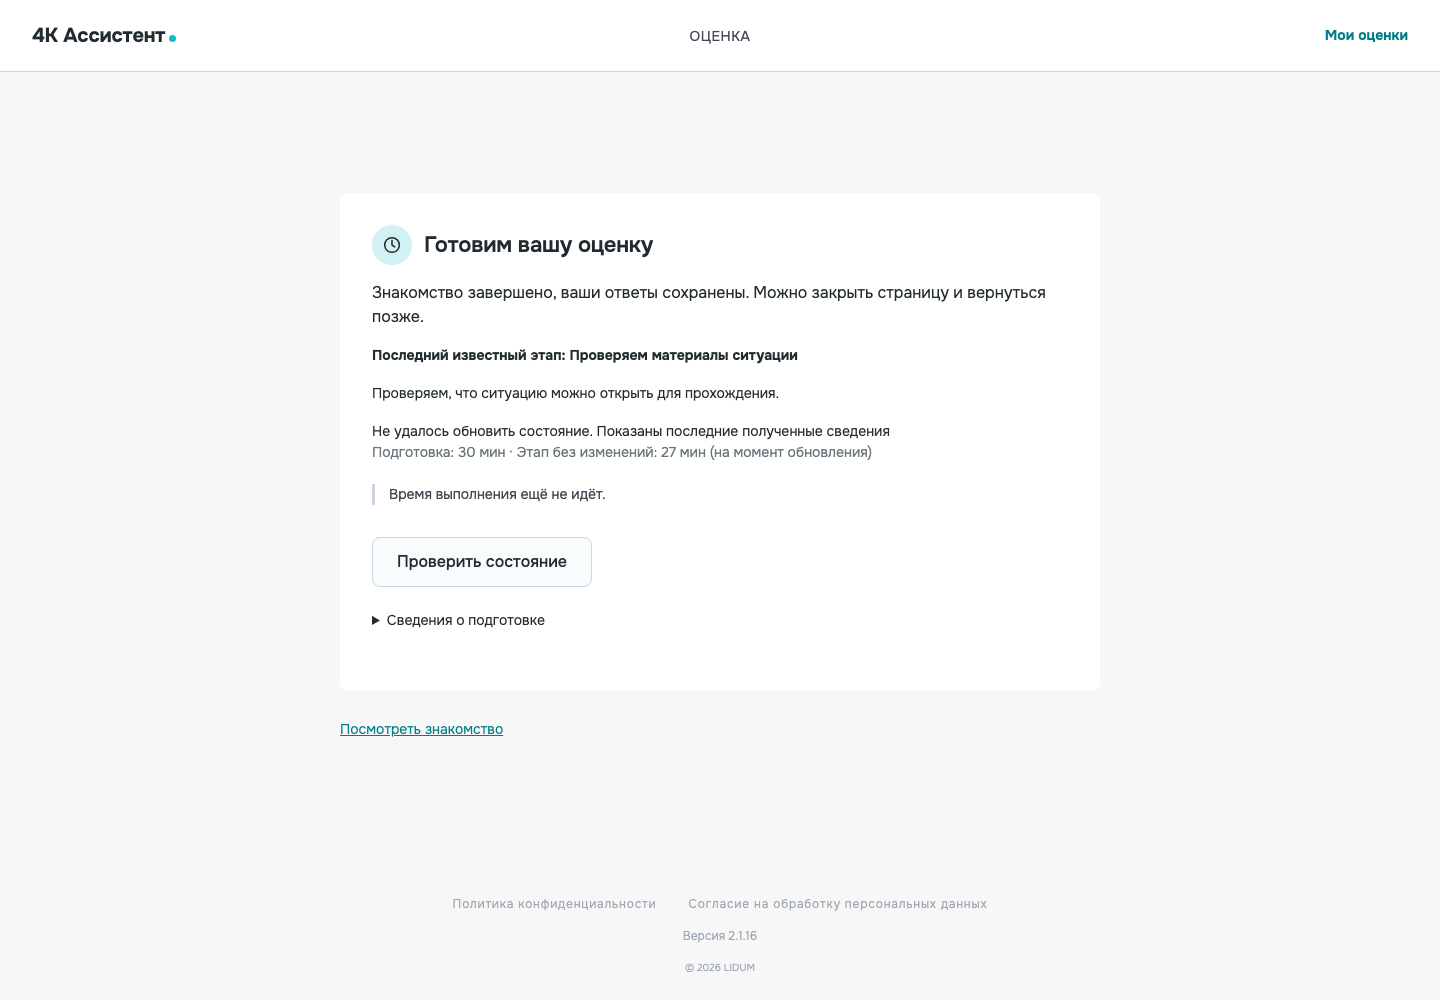 4K Ассистент
ОЦЕНКА
Мои оценки
Готовим вашу оценку
Знакомство завершено, ваши ответы сохранены. Можно закрыть страницу и вернуться
позже.
Последний известный этап: Проверяем материалы ситуации
Проверяем, что ситуацию можно открыть для прохождения.
Не удалось обновить состояние. Показаны последние полученные сведения
Подготовка: 30 мин · Этап без изменений: 27 мин (на момент обновления)
Время выполнения ещё не идёт.
Проверить состояние
Сведения о подготовке
Посмотреть знакомство
Политика конфиденциальности
Согласие на обработку персональных данных
Версия 2.1.16
© 2026 LIDUM